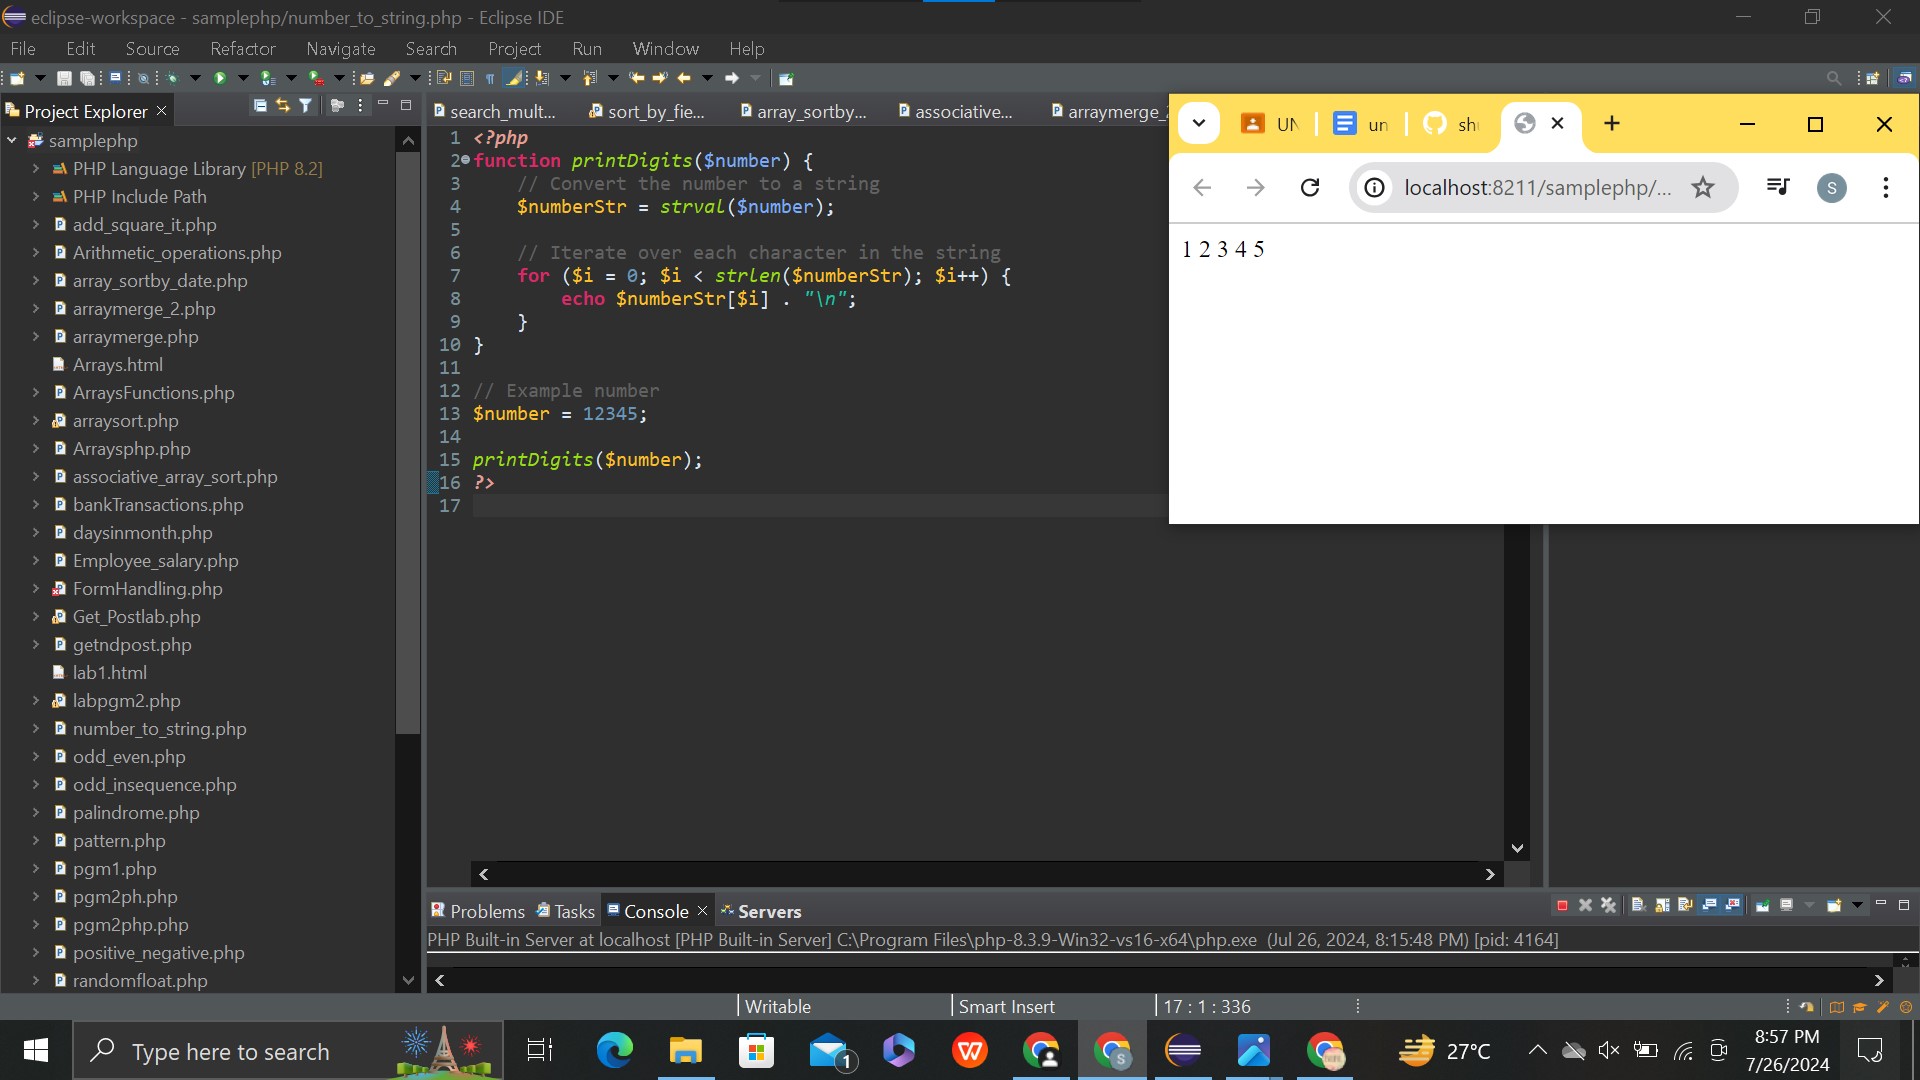 eclipse-workspace - samplephp/number_to_string.php - Eclipse IDE
File Edit Source Refactor Navigate Search Project Run Window Help
Project Explorer
samplephp
PHP Language Library [PHP 8.2]
PHP Include Path
add_square_it.php
Arithmetic_operations.php
array_sortby_date.php
arraymerge_2.php
arraymerge.php
Arrays.html
ArraysFunctions.php
arraysort.php
Arraysphp.php
associative_array_sort.php
bankTransactions.php
daysinmonth.php
Employee_salary.php
FormHandling.php
Get_Postlab.php
getndpost.php
lab1.html
labpgm2.php
number_to_string.php
odd_even.php
odd_insequence.php
palindrome.php
pattern.php
pgm1.php
pgm2ph.php
pgm2php.php
positive_negative.php
randomfloat.php
search_mult... sort_by_fie... array_sortby... associative... arraymerge_
1 <?php
2 function printDigits($number) {
3 // Convert the number to a string
4 $numberStr = strval($number);
5
6 // Iterate over each character in the string
7 for ($i = 0; $i < strlen($numberStr); $i++) {
8 echo $numberStr[$i] . "\n";
9 }
10 }
11
12 // Example number
13 $number = 12345;
14
15 printDigits($number);
16 ?>
17
UN un sh
localhost:8211/samplephp/... S
1 2 3 4 5
Problems Tasks Console Servers
PHP Built-in Server at localhost [PHP Built-in Server] C:\Program Files\php-8.3.9-Win32-vs16-x64\php.exe (Jul 26, 2024, 8:15:48 PM) [pid: 4164]
Writable Smart Insert 17 : 1 : 336
Type here to search 1 W S 27°C 8:57 PM
7/26/2024